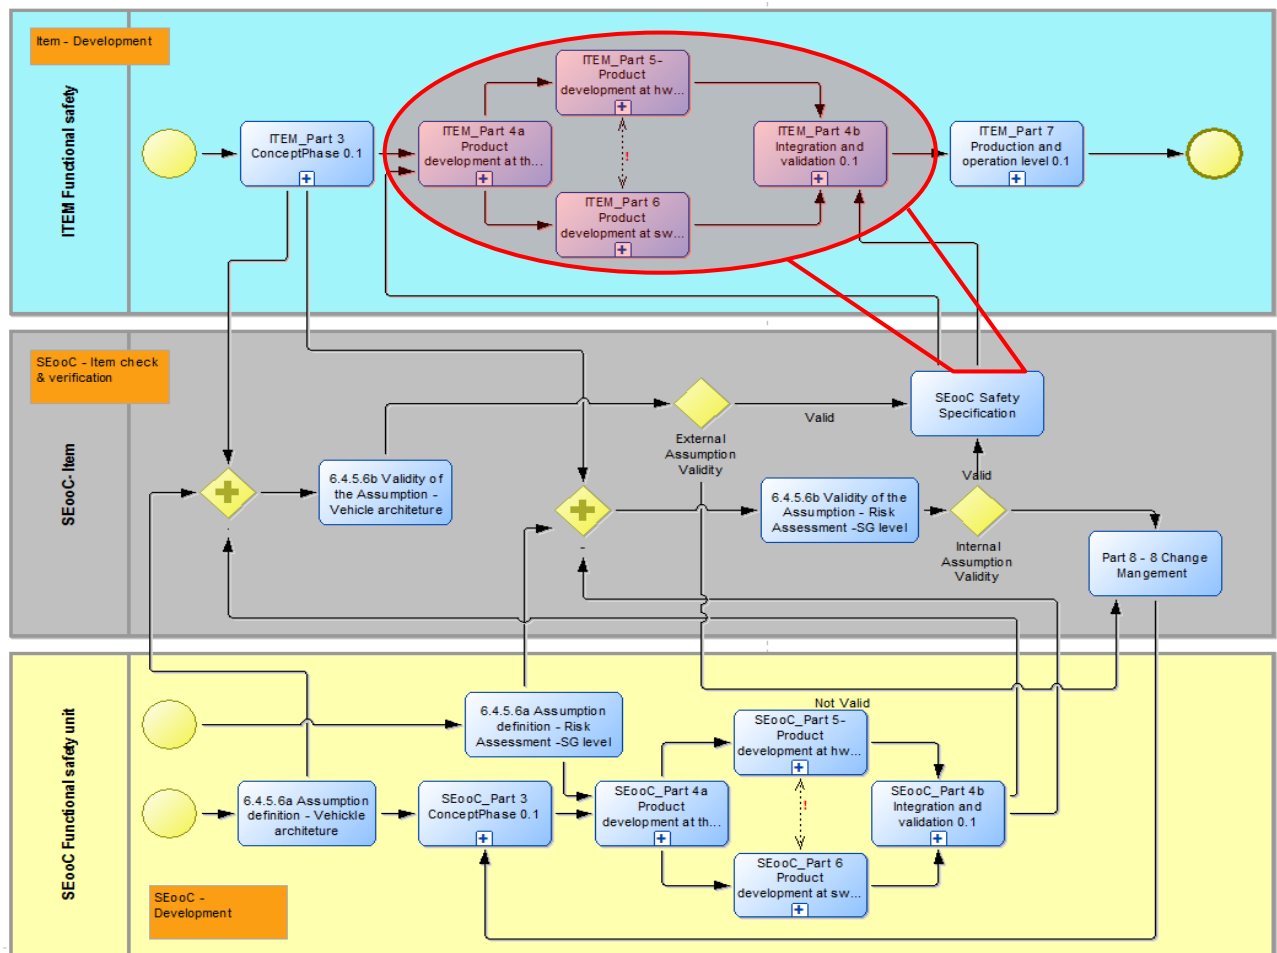 Item - Development
ITEM Functional safety
ITEM_Part 3
ConceptPhase 0.1
ITEM_Part 4a
Product
development at th...
ITEM_Part 5-
Product
development at hw...
!
ITEM_Part 6
Product
development at sw...
ITEM_Part 4b
Integration and
validation 0.1
ITEM_Part 7
Production and
operation level 0.1
SEooC - Item check
& verification
SEooC- Item
6.4.5.6b Validity of
the Assumption -
Vehicle architeture
External
Assumption
Validity
Valid
SEooC Safety
Specification
6.4.5.6b Validity of the
Assumption - Risk
Assessment -SG level
Valid
Internal
Assumption
Validity
Part 8 - 8 Change
Mangement
SEooC Functional safety unit
6.4.5.6a Assumption
definition - Risk
Assessment -SG level
6.4.5.6a Assumption
definition - Vehickle
architeture
SEooC_Part 3
ConceptPhase 0.1
SEooC_Part 4a
Product
development at th...
Not Valid
SEooC_Part 5-
Product
development at hw...
!
SEooC_Part 6
Product
development at sw...
SEooC_Part 4b
Integration and
validation 0.1
SEooC -
Development